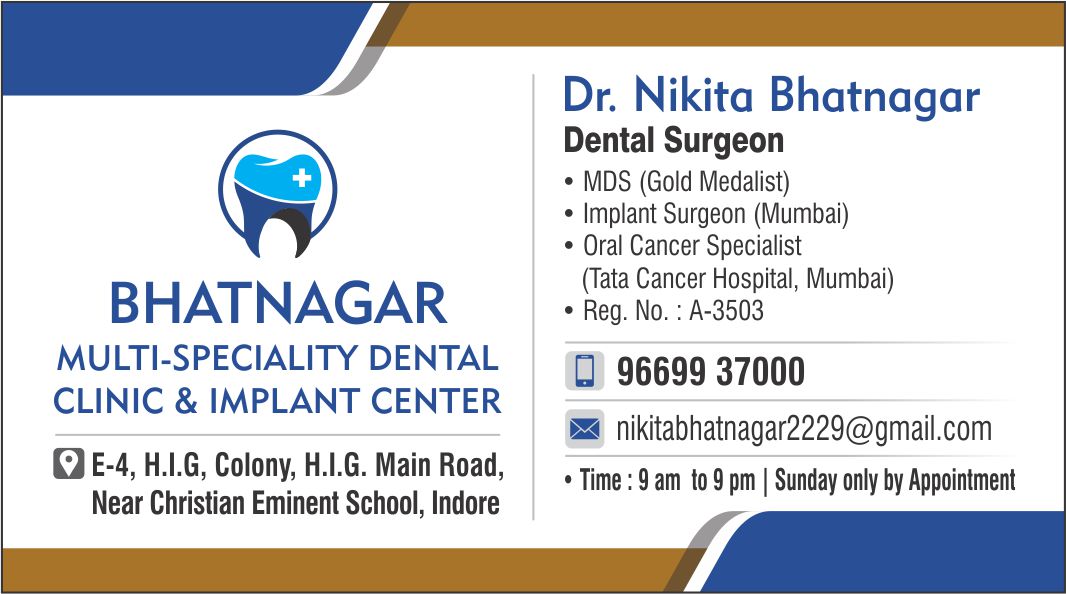 BHATNAGAR
MULTI-SPECIALITY DENTAL
CLINIC & IMPLANT CENTER
E-4, H.I.G, Colony, H.I.G. Main Road,
Near Christian Eminent School, Indore
Dr. Nikita Bhatnagar
Dental Surgeon
• MDS (Gold Medalist)
• Implant Surgeon (Mumbai)
• Oral Cancer Specialist
(Tata Cancer Hospital, Mumbai)
• Reg. No. : A-3503
96699 37000
nikitabhatnagar2229@gmail.com
• Time : 9 am to 9 pm | Sunday only by Appointment